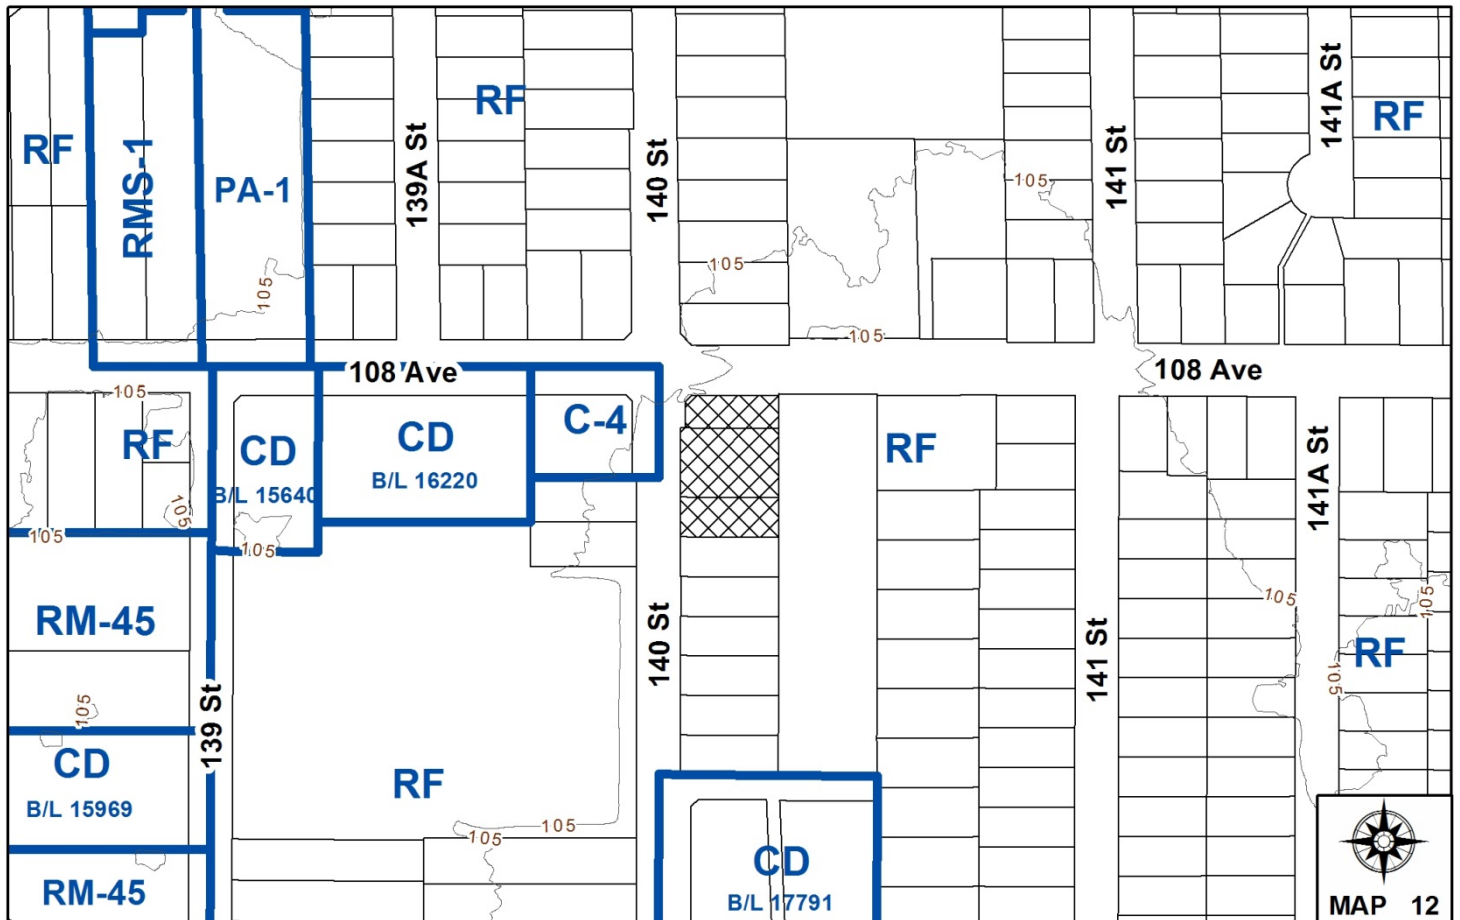 RF
RMS-1
PA-1
RF
139A St
140 St
141 St
141A St
RF
105
105
105
105
108 Ave
108 Ave
105
RF
CD
B/L 15640
CD
B/L 16220
C-4
RF
141A St
105
105
105
RM-45
139 St
140 St
141 St
105
105
RF
105
105
CD
B/L 15969
RF
105
105
RM-45
CD
B/L 17791
MAP 12